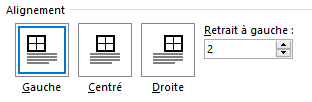 Alignement
Retrait à gauche :
2
Gauche Centré Droite